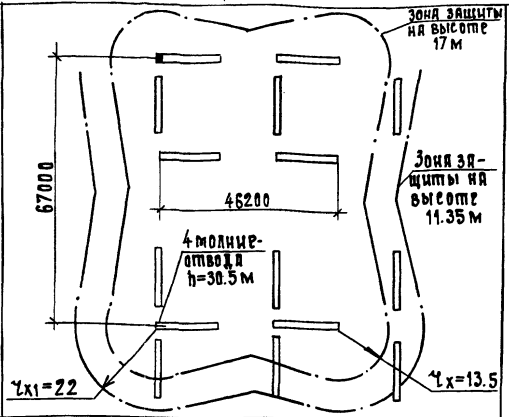 ЗОНА ЗАЩИТЫ
НА ВЫСОТЕ
17 М
67000
46200
ЗОНА ЗА-
ЩИТЫ НА
ВЫСОТЕ
11.35 М
4 МОЛНИЕ-
ОТВОДА
h=30.5 М
rx1=22
rx=13.5